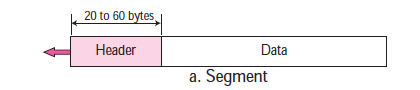 20 to 60 bytes
Header
Data
a. Segment